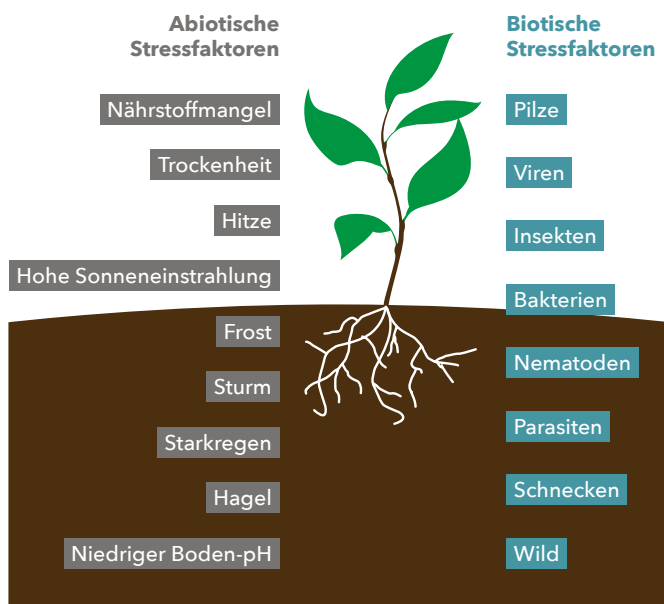 Abiotische
Stressfaktoren
Nährstoffmangel
Trockenheit
Hitze
Hohe Sonneneinstrahlung
Frost
Sturm
Starkregen
Hagel
Niedriger Boden-pH
Biotische
Stressfaktoren
Pilze
Viren
Insekten
Bakterien
Nematoden
Parasiten
Schnecken
Wild